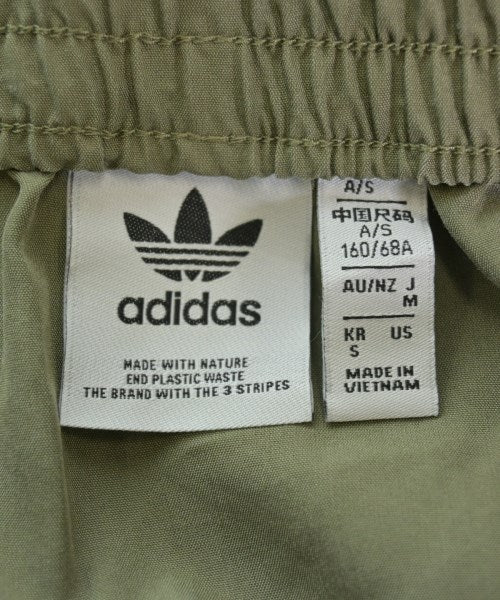 adidas
MADE WITH NATURE
END PLASTIC WASTE
THE BRAND WITH THE 3 STRIPES
A/S
中国尺码
A/S
160/68A
AU/NZ J
M
KR US
S
MADE IN
VIETNAM